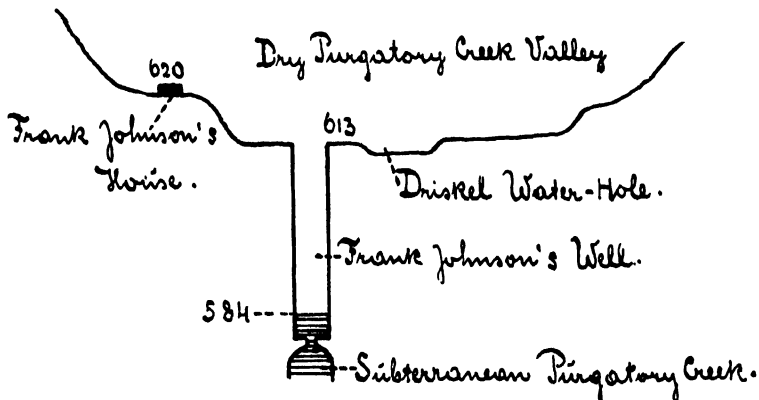 Dry Purgatory Creek Valley
620
Frank Johnson's
House.
613
Driskel Water-Hole.
Frank Johnson's Well.
584
Subterranean Purgatory Creek.